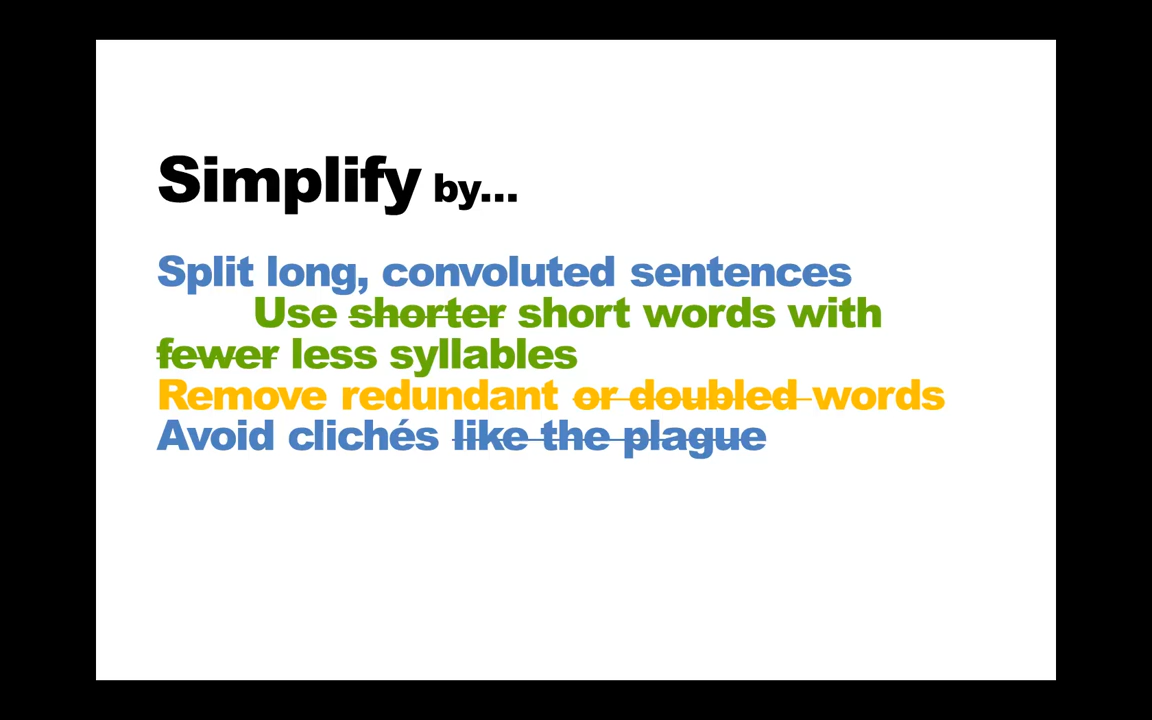 Simplify by...
Split long, convoluted sentences
Use shorter short words with
fewer less syllables
Remove redundant or doubled words
Avoid clichés like the plague